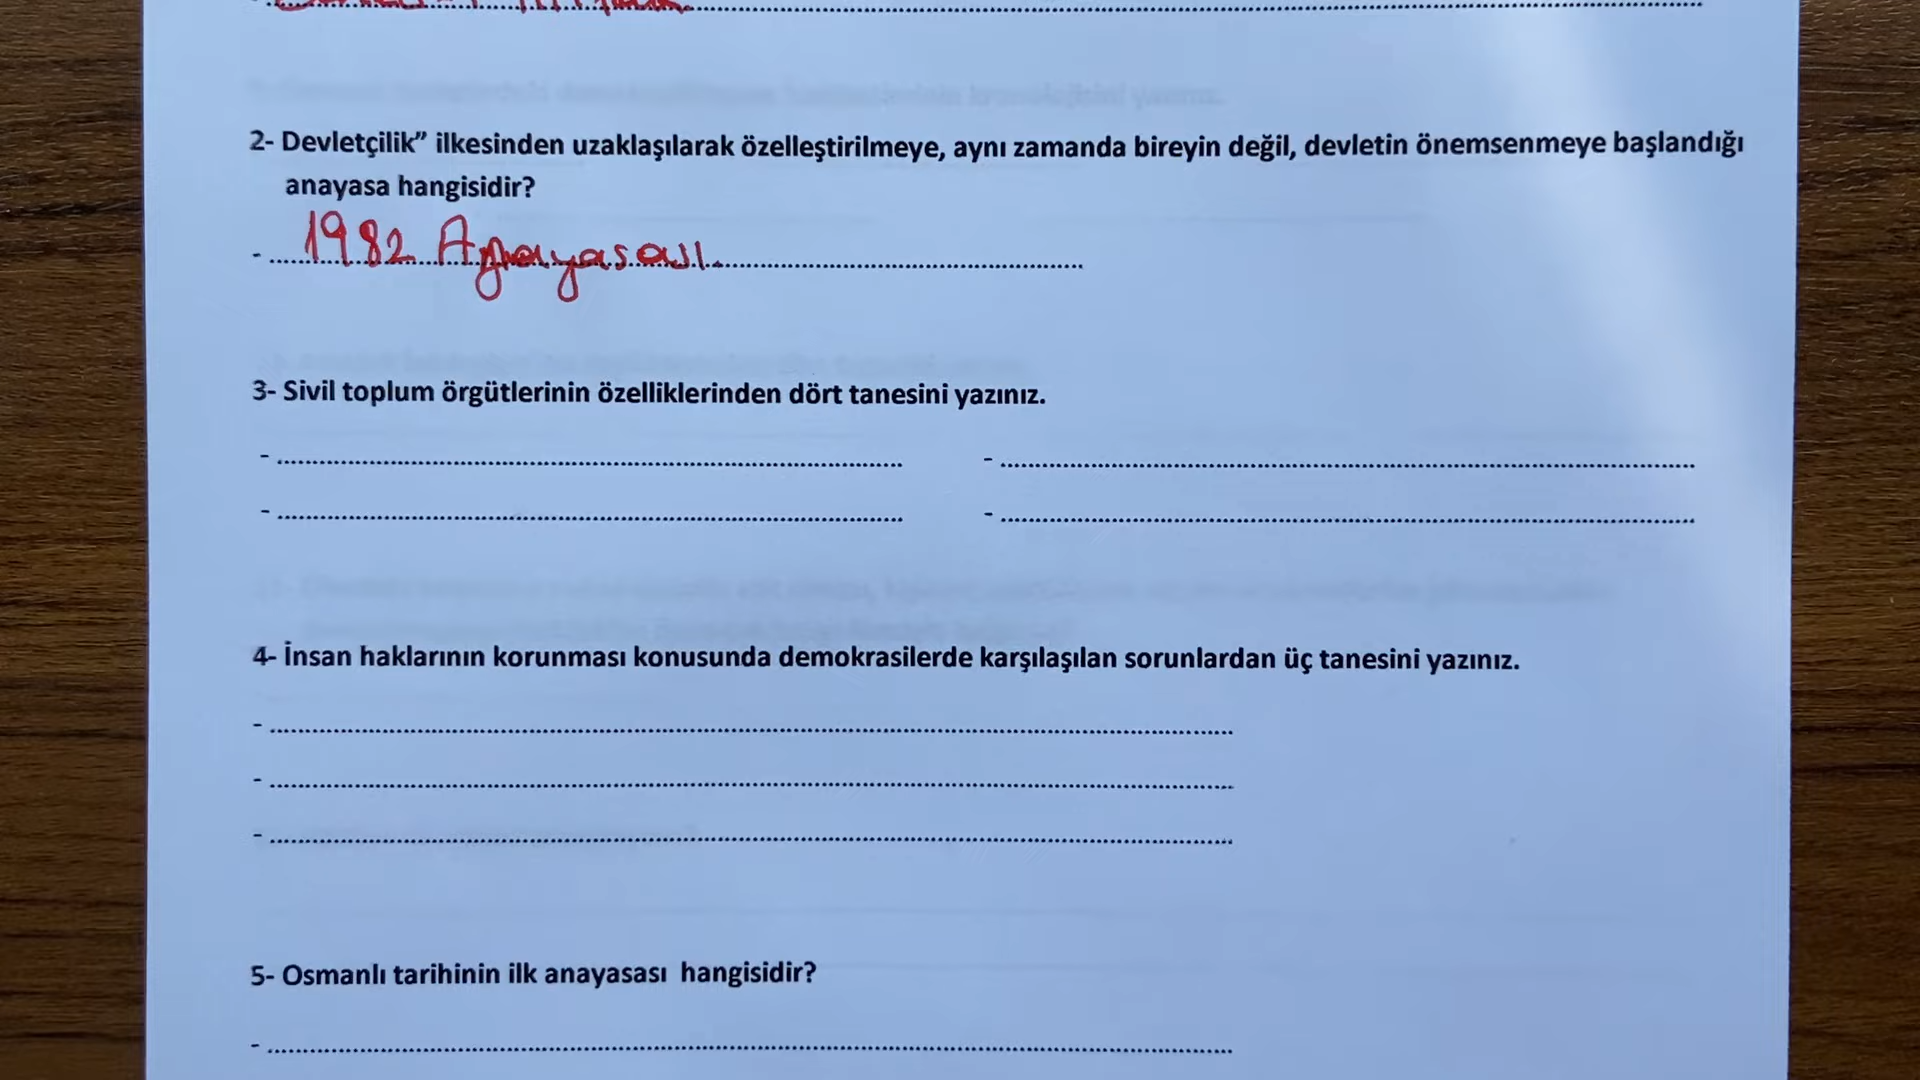 2- Devletçilik” ilkesinden uzaklaşılarak özelleştirilmeye, aynı zamanda bireyin değil, devletin önemsenmeye başlandığı
anayasa hangisidir?
- 1982 Anayasası.
3- Sivil toplum örgütlerinin özelliklerinden dört tanesini yazınız.
4- İnsan haklarının korunması konusunda demokrasilerde karşılaşılan sorunlardan üç tanesini yazınız.
5- Osmanlı tarihinin ilk anayasası hangisidir?